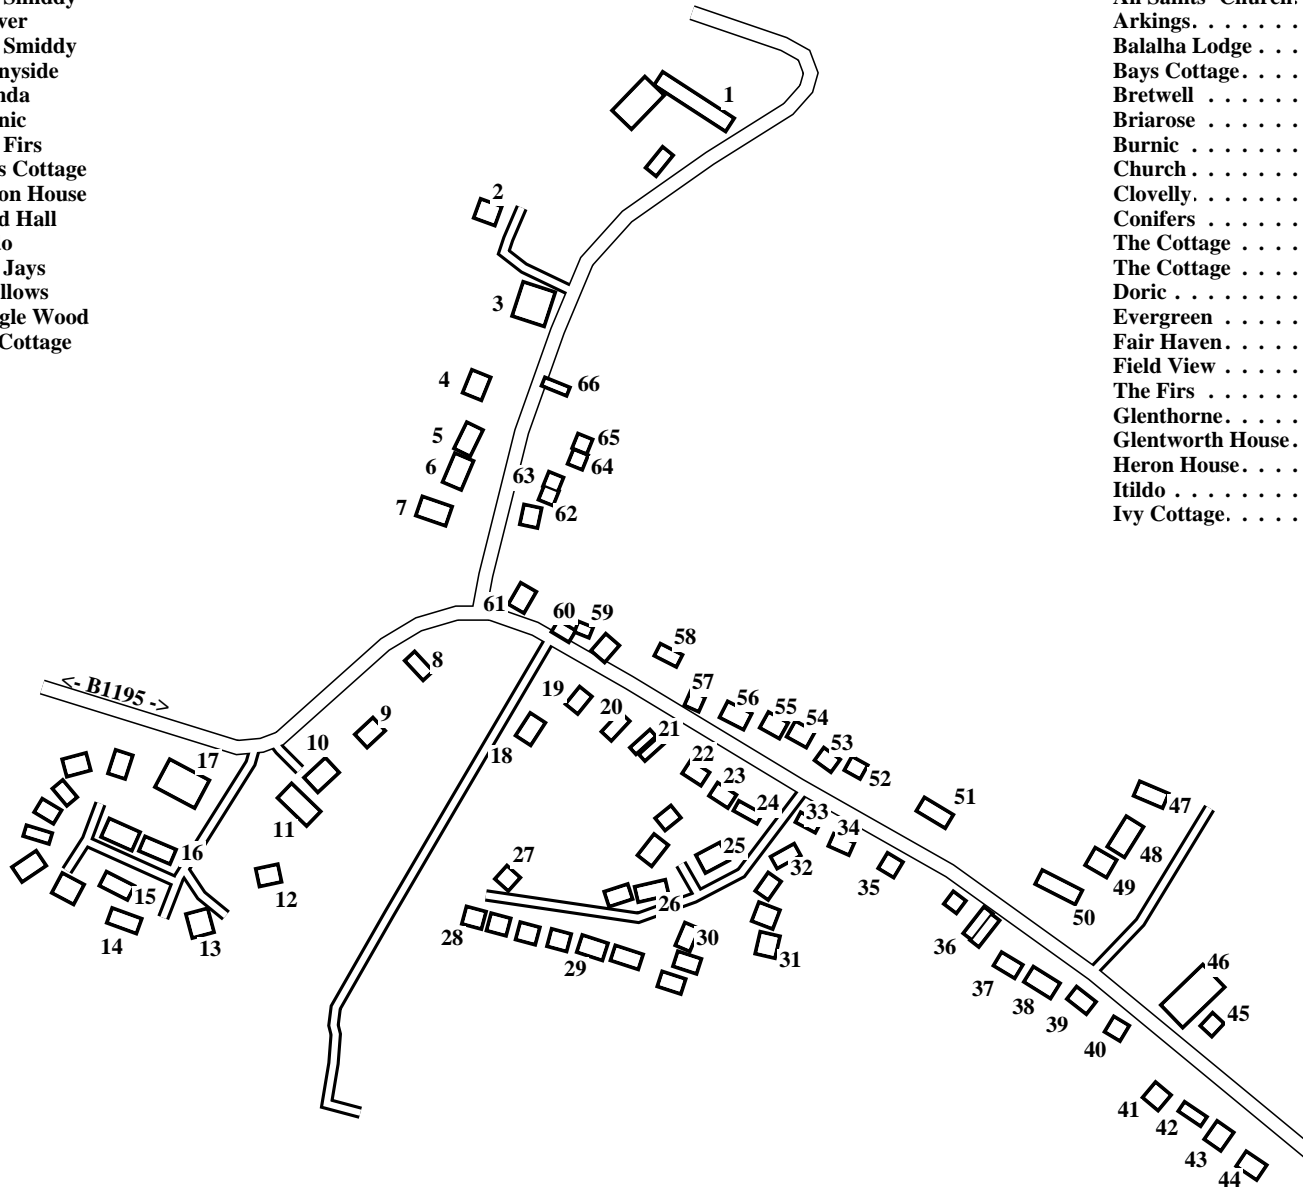 Smiddy
ver
Smiddy
nyside
nda
nic
Firs
s Cottage
on House
d Hall
o
Jays
llows
gle Wood
Cottage
All Saints' Church.
Arkings. . . . . . .
Balalha Lodge . . .
Bays Cottage. . . .
Bretwell . . . . . .
Briarose . . . . . .
Burnic . . . . . . .
Church . . . . . . .
Clovelly. . . . . . .
Conifers . . . . . .
The Cottage . . . .
The Cottage . . . .
Doric . . . . . . . .
Evergreen . . . . .
Fair Haven. . . . .
Field View . . . . .
The Firs . . . . . .
Glenthorne. . . . .
Glentworth House.
Heron House. . . .
Itildo . . . . . . . .
Ivy Cottage. . . . .
1
2
3
4
66
5
65
6
64
63
7
62
61
60
59
58
8
<- B1195 ->
57
19
56
9
20
55
54
10
21
18
53
17
22
52
23
51
24
33
47
11
34
16
25
48
27
32
49
35
15
12
26
50
14
13
28
29
30
31
36
37
38
39
46
45
40
41
42
43
44